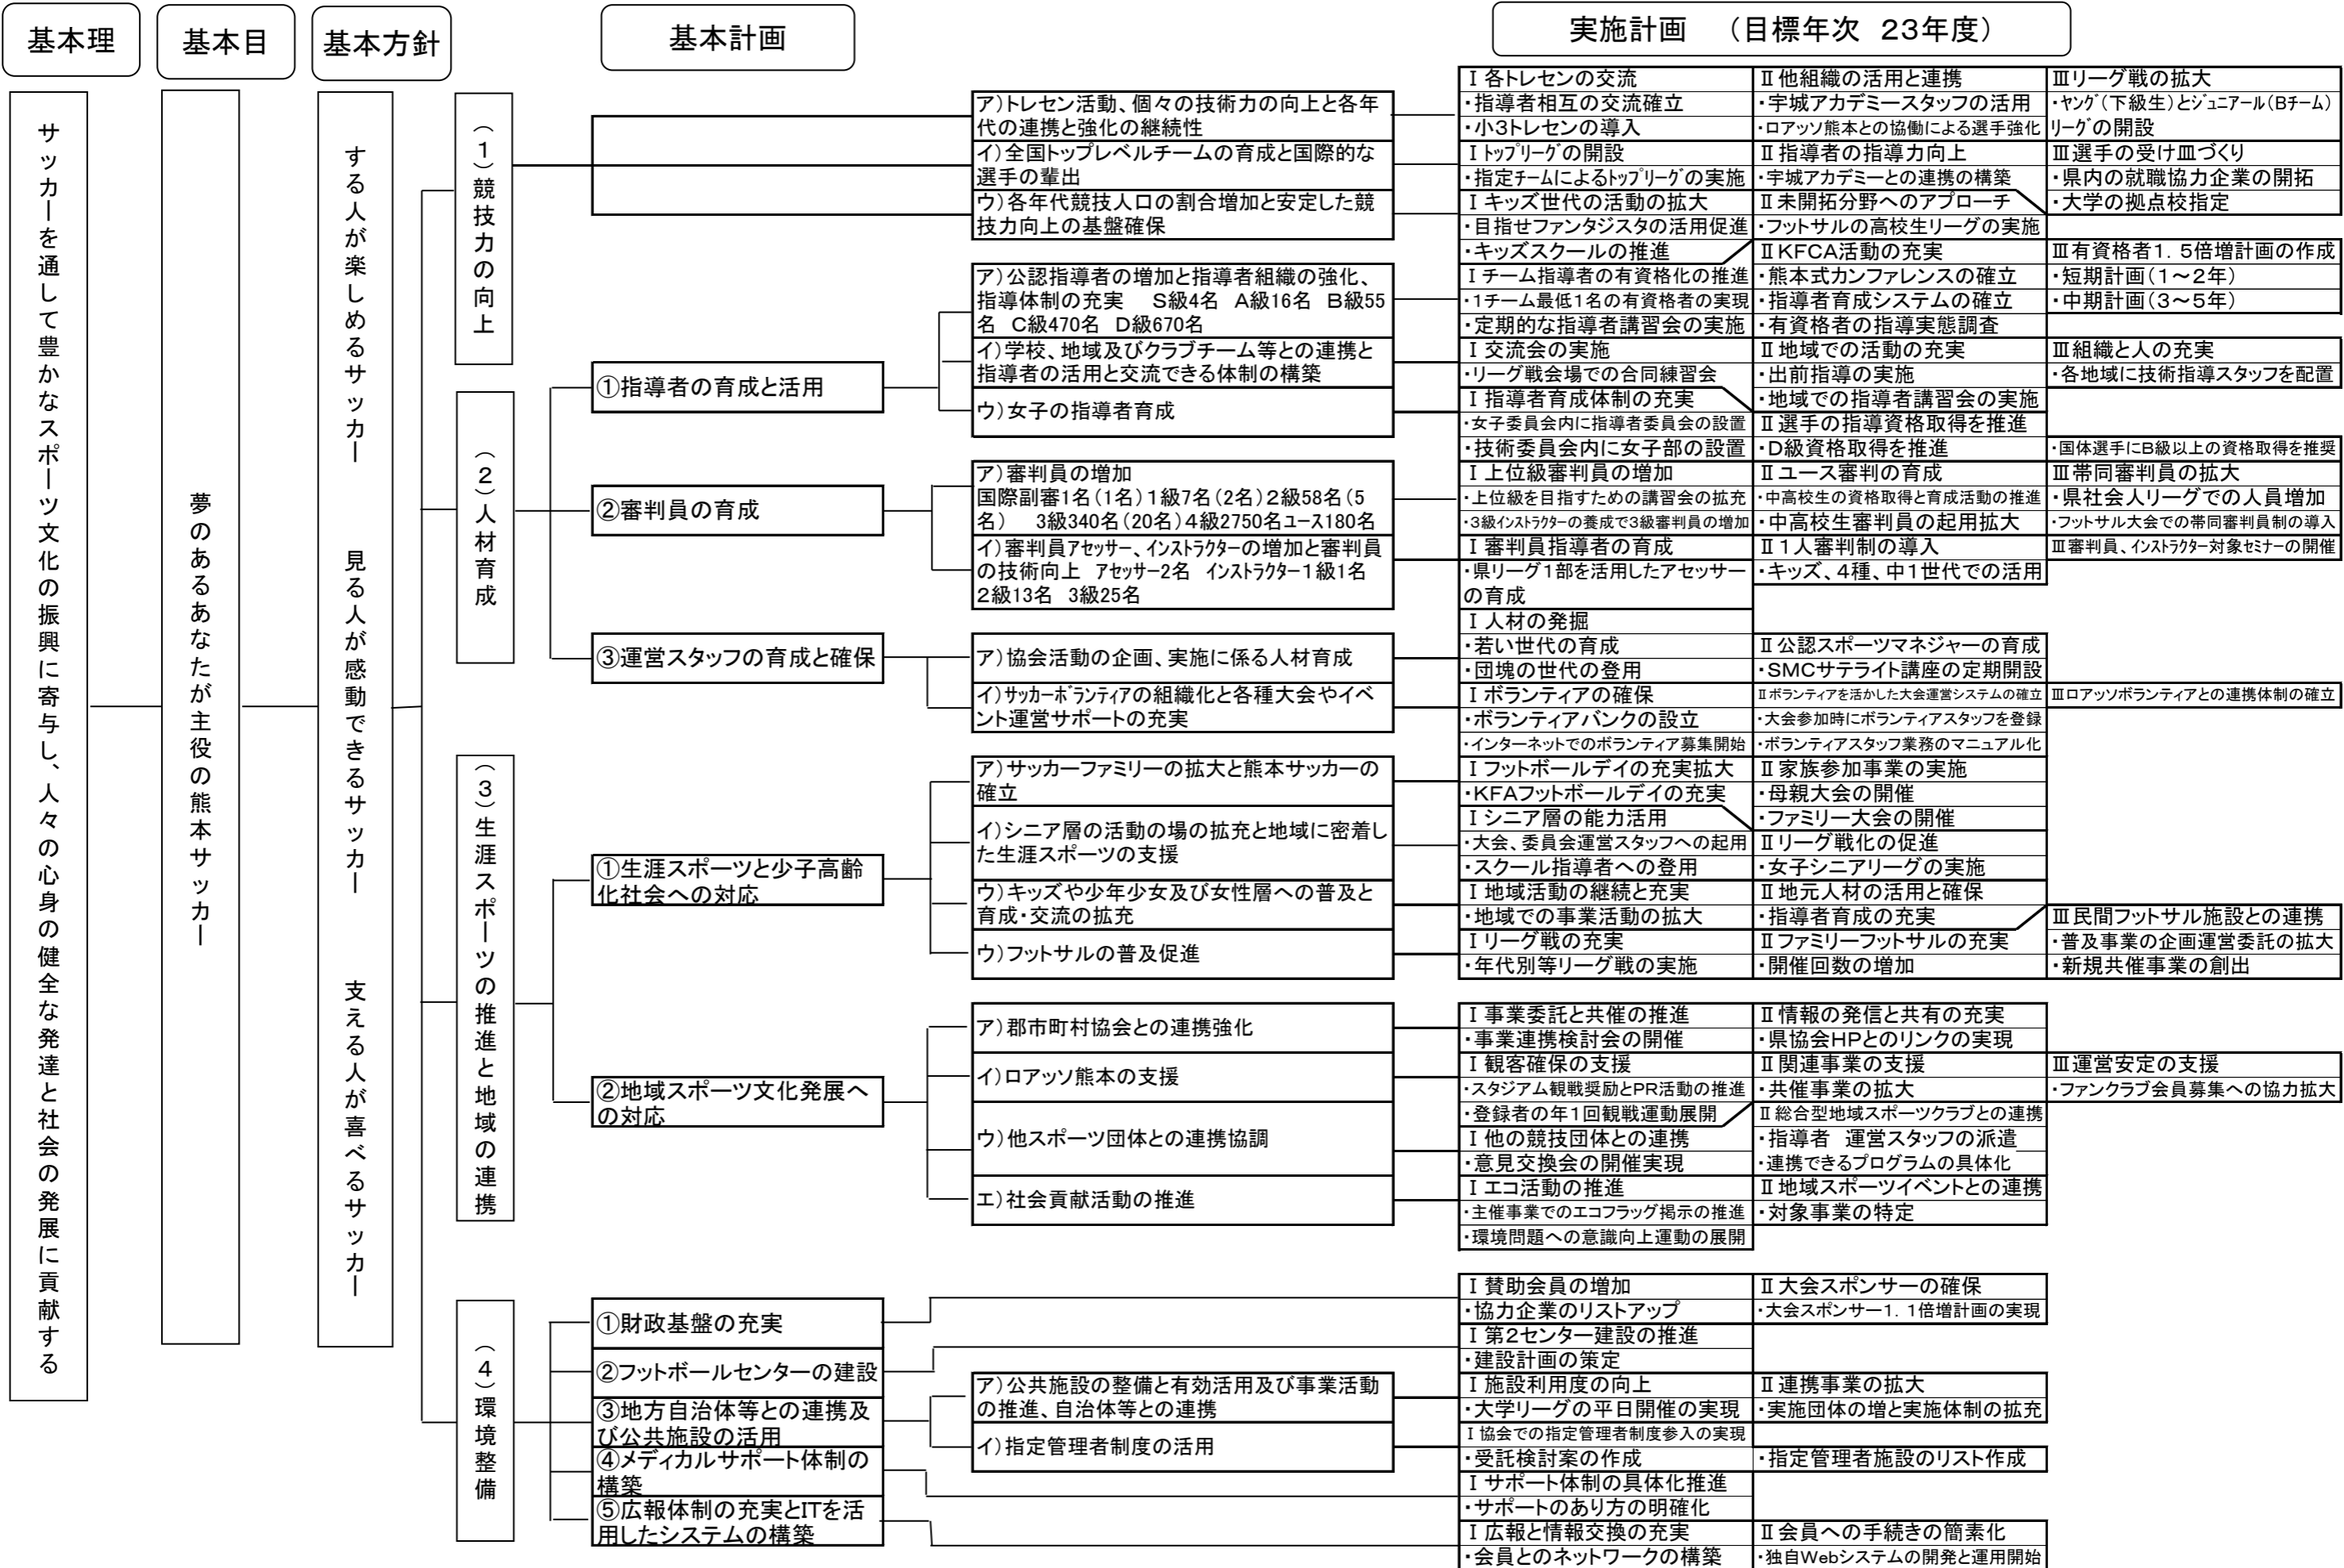 基本理
基本目
基本方針
基本計画
実施計画　（目標年次　２３年度）
サッカーを通して豊かなスポーツ文化の振興に寄与し、人々の心身の健全な発達と社会の発展に貢献する
夢のあるあなたが主役の熊本サッカー
する人が楽しめるサッカー　見る人が感動できるサッカー　支える人が喜べるサッカー
（１）競技力の向上
ア）トレセン活動、個々の技術力の向上と各年
代の連携と強化の継続性
イ）全国トップレベルチームの育成と国際的な
選手の輩出
ウ）各年代競技人口の割合増加と安定した競
技力向上の基盤確保
Ⅰ 各トレセンの交流
・指導者相互の交流確立
・小３トレセンの導入
Ⅱ 他組織の活用と連携
・宇城アカデミースタッフの活用
・ロアッソ熊本との協働による選手強化
Ⅲリーグ戦の拡大
・ヤング（下級生）とジュニアール（Bチーム）
リーグの開設
Ⅰ トップリーグの開設
・指定チームによるトップリーグの実施
Ⅱ 指導者の指導力向上
・宇城アカデミーとの連携の構築
Ⅲ選手の受け皿づくり
・県内の就職協力企業の開拓
・大学の拠点校指定
Ⅰ キッズ世代の活動の拡大
・目指せファンタジスタの活用促進
・キッズスクールの推進
Ⅱ 未開拓分野へのアプローチ
・フットサルの高校生リーグの実施
（２）人材育成
①指導者の育成と活用
ア）公認指導者の増加と指導者組織の強化、
指導体制の充実　　S級4名　A級16名　B級55
名　C級470名　D級670名
イ）学校、地域及びクラブチーム等との連携と
指導者の活用と交流できる体制の構築
ウ）女子の指導者育成
Ⅰ チーム指導者の有資格化の推進
・１チーム最低１名の有資格者の実現
・定期的な指導者講習会の実施
Ⅱ KFCA活動の充実
・熊本式カンファレンスの確立
・指導者育成システムの確立
・有資格者の指導実態調査
Ⅲ有資格者１．５倍増計画の作成
・短期計画（１～２年）
・中期計画（３～５年）
Ⅰ 交流会の実施
・リーグ戦会場での合同練習会
Ⅱ 地域での活動の充実
・出前指導の実施
・地域での指導者講習会の実施
Ⅲ組織と人の充実
・各地域に技術指導スタッフを配置
Ⅰ 指導者育成体制の充実
・女子委員会内に指導者委員会の設置
・技術委員会内に女子部の設置
Ⅱ 選手の指導資格取得を推進
・D級資格取得を推進
・国体選手にB級以上の資格取得を推奨
②審判員の育成
ア）審判員の増加
国際副審1名（1名）１級7名（2名）２級58名（5
名）　3級340名（20名）４級2750名ユース180名
イ）審判員アセッサー、インストラクターの増加と審判員
の技術向上　アセッサー2名　インストラクター１級1名
２級13名　3級25名
Ⅰ 上位級審判員の増加
・上位級を目指すための講習会の拡充
・３級インストラクターの養成で３級審判員の増加
Ⅱ ユース審判の育成
・中高校生の資格取得と育成活動の推進
・中高校生審判員の起用拡大
Ⅲ帯同審判員の拡大
・県社会人リーグでの人員増加
・フットサル大会での帯同審判員制の導入
Ⅰ 審判員指導者の育成
・県リーグ１部を活用したアセッサー
の育成
Ⅱ １人審判制の導入
・キッズ、４種、中１世代での活用
Ⅲ審判員、インストラクター対象セミナーの開催
③運営スタッフの育成と確保
ア）協会活動の企画、実施に係る人材育成
イ）サッカーボランティアの組織化と各種大会やイベ
ント運営サポートの充実
Ⅰ 人材の発掘
・若い世代の育成
・団塊の世代の登用
Ⅱ 公認スポーツマネジャーの育成
・SMCサテライト講座の定期開設
Ⅰ ボランティアの確保
・ボランティアバンクの設立
・インターネットでのボランティア募集開始
Ⅱ ボランティアを活かした大会運営システムの確立
・大会参加時にボランティアスタッフを登録
・ボランティアスタッフ業務のマニュアル化
Ⅲロアッソボランティアとの連携体制の確立
（３）生涯スポーツの推進と地域の連携
①生涯スポーツと少子高齢
化社会への対応
ア）サッカーファミリーの拡大と熊本サッカーの
確立
イ）シニア層の活動の場の拡充と地域に密着し
た生涯スポーツの支援
ウ）キッズや少年少女及び女性層への普及と
育成・交流の拡充
ウ）フットサルの普及促進
Ⅰ フットボールデイの充実拡大
・KFAフットボールデイの充実
Ⅱ 家族参加事業の実施
・母親大会の開催
・ファミリー大会の開催
Ⅰ シニア層の能力活用
・大会、委員会運営スタッフへの起用
・スクール指導者への登用
Ⅱ リーグ戦化の促進
・女子シニアリーグの実施
Ⅰ 地域活動の継続と充実
・地域での事業活動の拡大
Ⅱ 地元人材の活用と確保
・指導者育成の充実
Ⅰ リーグ戦の充実
・年代別等リーグ戦の実施
Ⅱ ファミリーフットサルの充実
・開催回数の増加
Ⅲ 民間フットサル施設との連携
・普及事業の企画運営委託の拡大
・新規共催事業の創出
②地域スポーツ文化発展へ
の対応
ア）郡市町村協会との連携強化
イ）ロアッソ熊本の支援
ウ）他スポーツ団体との連携協調
エ）社会貢献活動の推進
Ⅰ 事業委託と共催の推進
・事業連携検討会の開催
Ⅱ 情報の発信と共有の充実
・県協会HPとのリンクの実現
Ⅰ 観客確保の支援
・スタジアム観戦奨励とPR活動の推進
・登録者の年１回観戦運動展開
Ⅱ 関連事業の支援
・共催事業の拡大
Ⅲ運営安定の支援
・ファンクラブ会員募集への協力拡大
Ⅰ 他の競技団体との連携
・意見交換会の開催実現
Ⅱ 総合型地域スポーツクラブとの連携
・指導者　運営スタッフの派遣
・連携できるプログラムの具体化
Ⅰ エコ活動の推進
・主催事業でのエコフラッグ掲示の推進
・環境問題への意識向上運動の展開
Ⅱ 地域スポーツイベントとの連携
・対象事業の特定
（４）環境整備
①財政基盤の充実
②フットボールセンターの建設
③地方自治体等との連携及
び公共施設の活用
④メディカルサポート体制の
構築
⑤広報体制の充実とITを活
用したシステムの構築
ア）公共施設の整備と有効活用及び事業活動
の推進、自治体等との連携
イ）指定管理者制度の活用
Ⅰ 賛助会員の増加
・協力企業のリストアップ
Ⅱ 大会スポンサーの確保
・大会スポンサー１．１倍増計画の実現
Ⅰ 第２センター建設の推進
・建設計画の策定
Ⅰ 施設利用度の向上
・大学リーグの平日開催の実現
Ⅱ 連携事業の拡大
・実施団体の増と実施体制の拡充
Ⅰ 協会での指定管理者制度参入の実現
・受託検討案の作成
・指定管理者施設のリスト作成
Ⅰ サポート体制の具体化推進
・サポートのあり方の明確化
Ⅰ 広報と情報交換の充実
・会員とのネットワークの構築
Ⅱ 会員への手続きの簡素化
・独自Webシステムの開発と運用開始